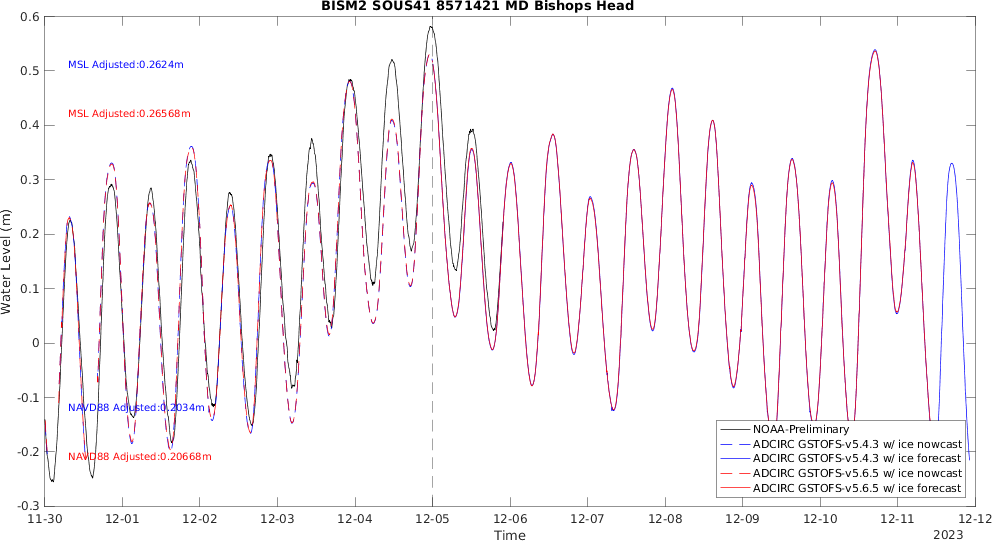 BISM2 SOUS41 8571421 MD Bishops Head
0.6
0.5
0.4
0.3
0.2
0.1
0
-0.1
-0.2
-0.3
Water Level (m)
MSL Adjusted:0.2624m
MSL Adjusted:0.26568m
NAVD88 Adjusted:0.2034m
NAVD88 Adjusted:0.20668m
NOAA-Preliminary
ADCIRC GSTOFS-v5.4.3 w/ ice nowcast
ADCIRC GSTOFS-v5.4.3 w/ ice forecast
ADCIRC GSTOFS-v5.6.5 w/ ice nowcast
ADCIRC GSTOFS-v5.6.5 w/ ice forecast
11-30 12-01 12-02 12-03 12-04 12-05 12-06 12-07 12-08 12-09 12-10 12-11 12-12
Time
2023